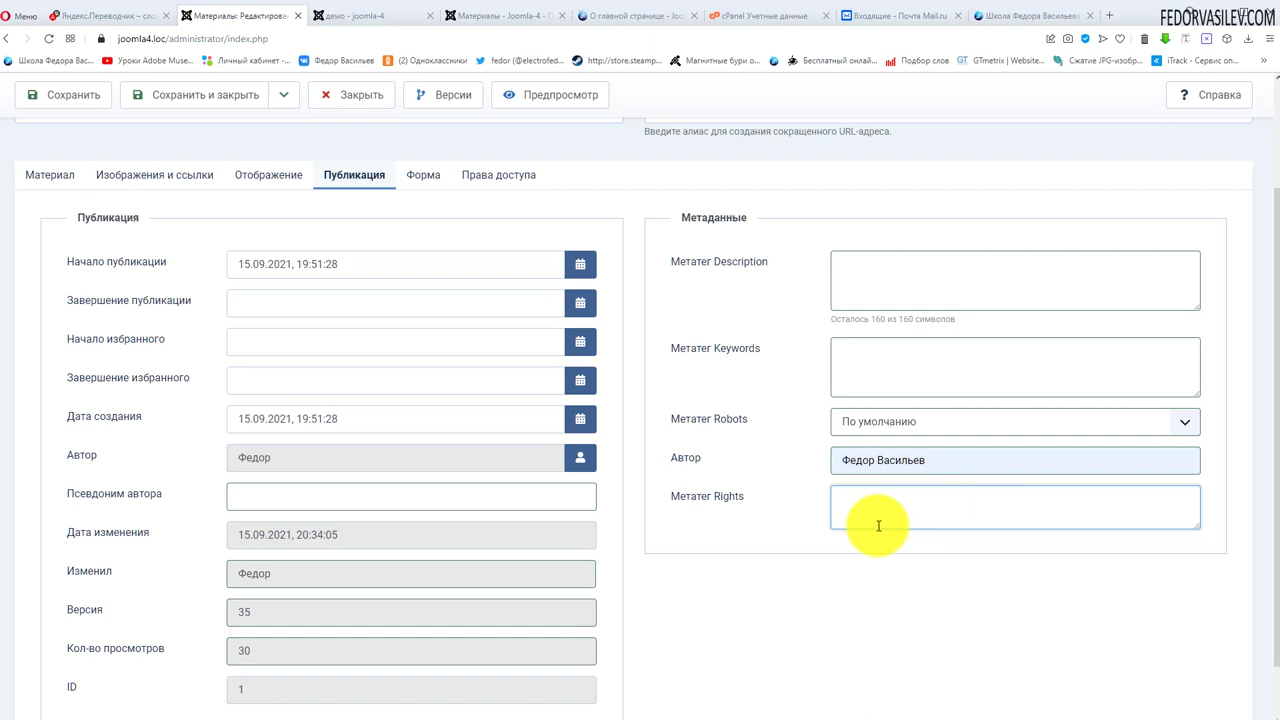 Меню
Яндекс.Переводчик – сло
Материалы: Редактирован
демо - joomla-4
Материалы - Joomla-4 - П
О главной странице - Joo
cPanel Учетные данные
Входящие - Почта Mail.ru
Школа Федора Васильева
FEDORVASILEV.COM
joomla4.loc/administrator/index.php
Школа Федора Вас...
Уроки Adobe Muse...
Личный кабинет -...
Федор Васильев
(2) Одноклассники
fedor (@electrofed...
http://store.steamp...
Магнитные бури о...
Бесплатный онлай...
Подбор слов
GTmetrix | Website...
Сжатие JPG-изобр...
iTrack - Сервис оп...
Сохранить
Сохранить и закрыть
Закрыть
Версии
Предпросмотр
Справка
Введите алиас для создания сокращенного URL-адреса.
Материал
Изображения и ссылки
Отображение
Публикация
Форма
Права доступа
Публикация
Начало публикации
15.09.2021, 19:51:28
Завершение публикации
Начало избранного
Завершение избранного
Дата создания
15.09.2021, 19:51:28
Автор
Федор
Псевдоним автора
Дата изменения
15.09.2021, 20:34:05
Изменил
Федор
Версия
35
Кол-во просмотров
30
ID
1
Метаданные
Метатег Description
Осталось 160 из 160 символов
Метатег Keywords
Метатег Robots
По умолчанию
Автор
Федор Васильев
Метатег Rights